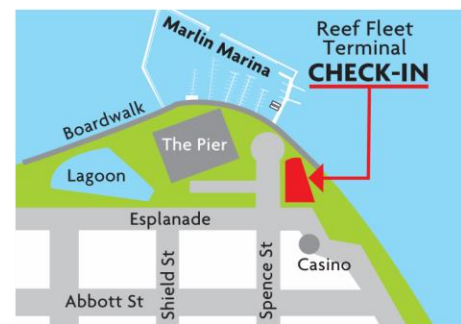 Marlin Marina
Reef Fleet
Terminal
CHECK-IN
Boardwalk
The Pier
Lagoon
Esplanade
Casino
Shield St
Spence St
Abbott St